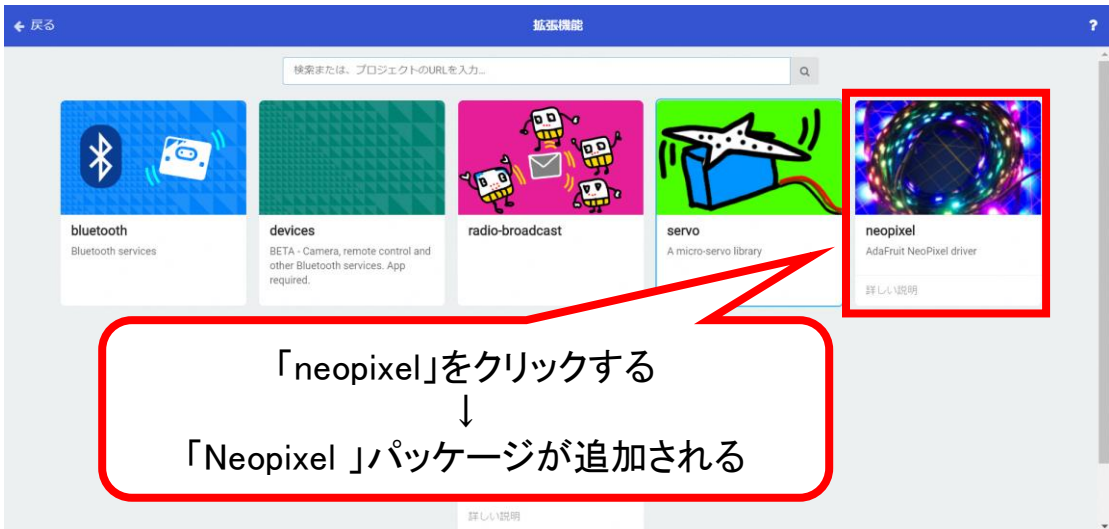 戻る
拡張機能
?
検索または、プロジェクトのURLを入力...
bluetooth
Bluetooth services
devices
BETA - Camera, remote control and
other Bluetooth services. App
required.
radio-broadcast
servo
A micro-servo library
neopixel
AdaFruit NeoPixel driver
詳しい説明
「neopixel」をクリックする
↓
「Neopixel 」パッケージが追加される
詳しい説明